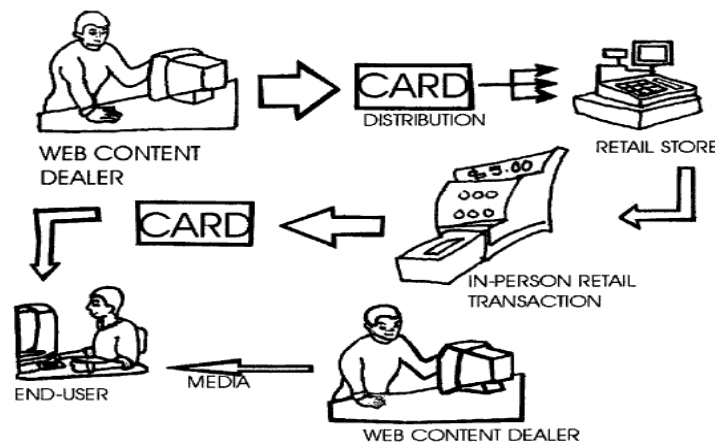 CARD
DISTRIBUTION
RETAIL STORE
WEB CONTENT
DEALER
5.00
CARD
IN-PERSON RETAIL
TRANSACTION
END-USER
MEDIA
WEB CONTENT DEALER